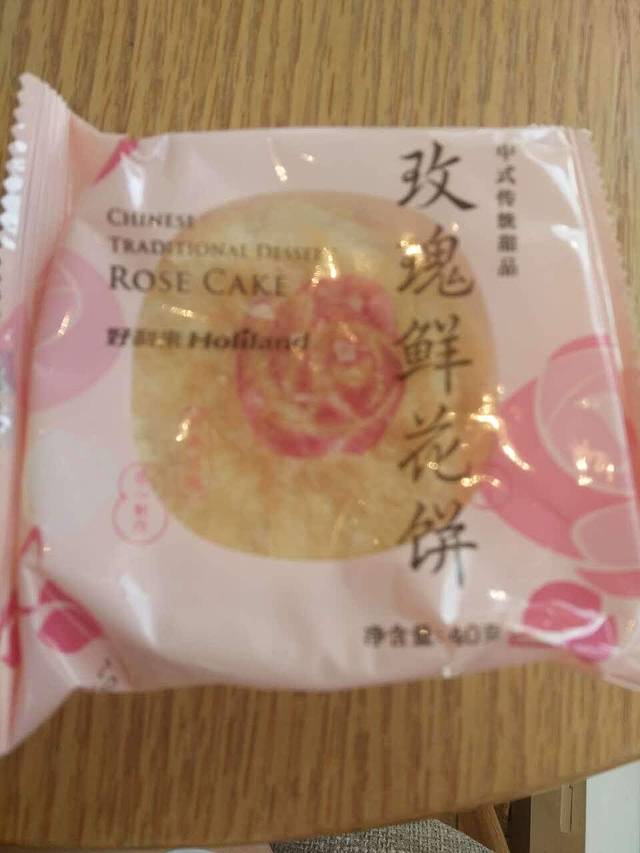 CHINESE
TRADITIONAL DESSERT
ROSE CAKE
好利来 Holiland
玫瑰鲜花饼
中式传统甜品
净含量:40克